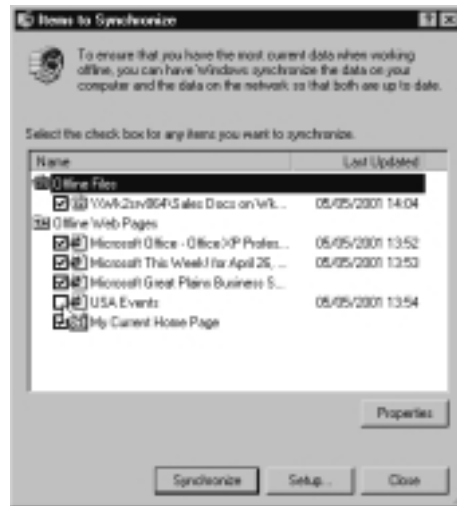 Items to Synchronize
To ensure that you have the most current data when working
offline, you can have Windows synchronize the data on your
computer and the data on the network so that both are up to date.
Select the check box for any items you want to synchronize.
Name Last Updated
Offline Files
Sales Docs on Wk... 05/05/2001 14:04
Offline Web Pages
Microsoft Office - Office XP Profes... 05/05/2001 13:52
Microsoft This Week! for April 26, ... 05/05/2001 13:53
Microsoft Great Plains Business S...
USA Events 05/05/2001 13:54
My Current Home Page
Properties
Synchronize Setup... Close